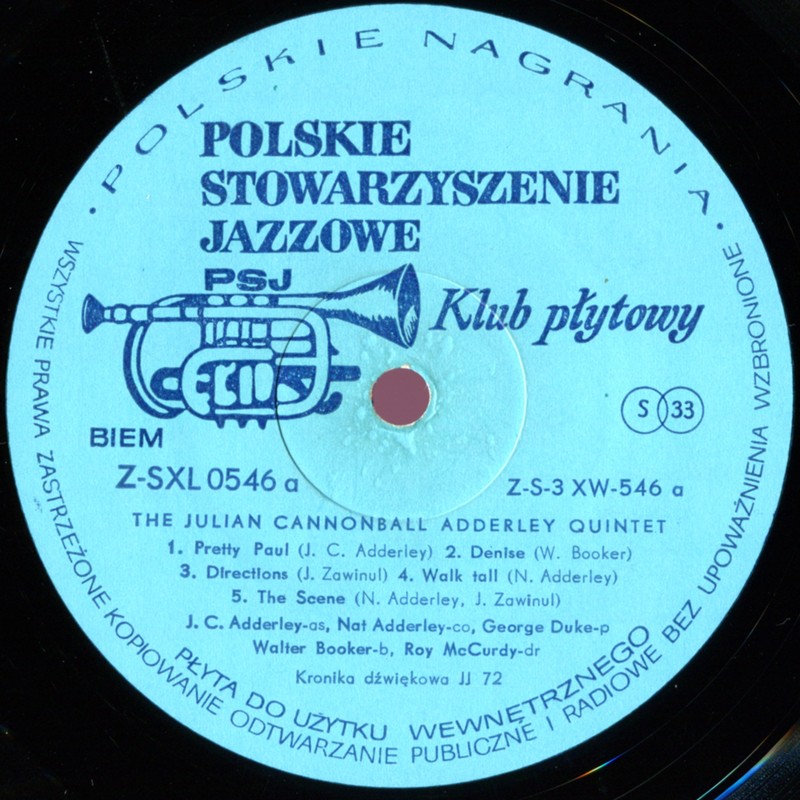 • POLSKIE NAGRANIA •
POLSKIE
STOWARZYSZENIE
JAZZOWE
PSJ
Klub płytowy
S 33
BIEM
Z-SXL 0546 a
Z-S-3 XW-546 a
THE JULIAN CANNONBALL ADDERLEY QUINTET
1. Pretty Paul (J. C. Adderley) 2. Denise (W. Booker)
3. Directions (J. Zawinul) 4. Walk tall (N. Adderley)
5. The Scene (N. Adderley, J. Zawinul)
J. C. Adderley-as, Nat Adderley-co, George Duke-p
Walter Booker-b, Roy McCurdy-dr
Kronika dźwiękowa JJ 72
PŁYTA DO UŻYTKU WEWNĘTRZNEGO
WSZYSTKIE PRAWA ZASTRZEŻONE KOPIOWANIE ODTWARZANIE PUBLICZNE I RADIOWE BEZ UPOWAŻNIENIA WZBRONIONE